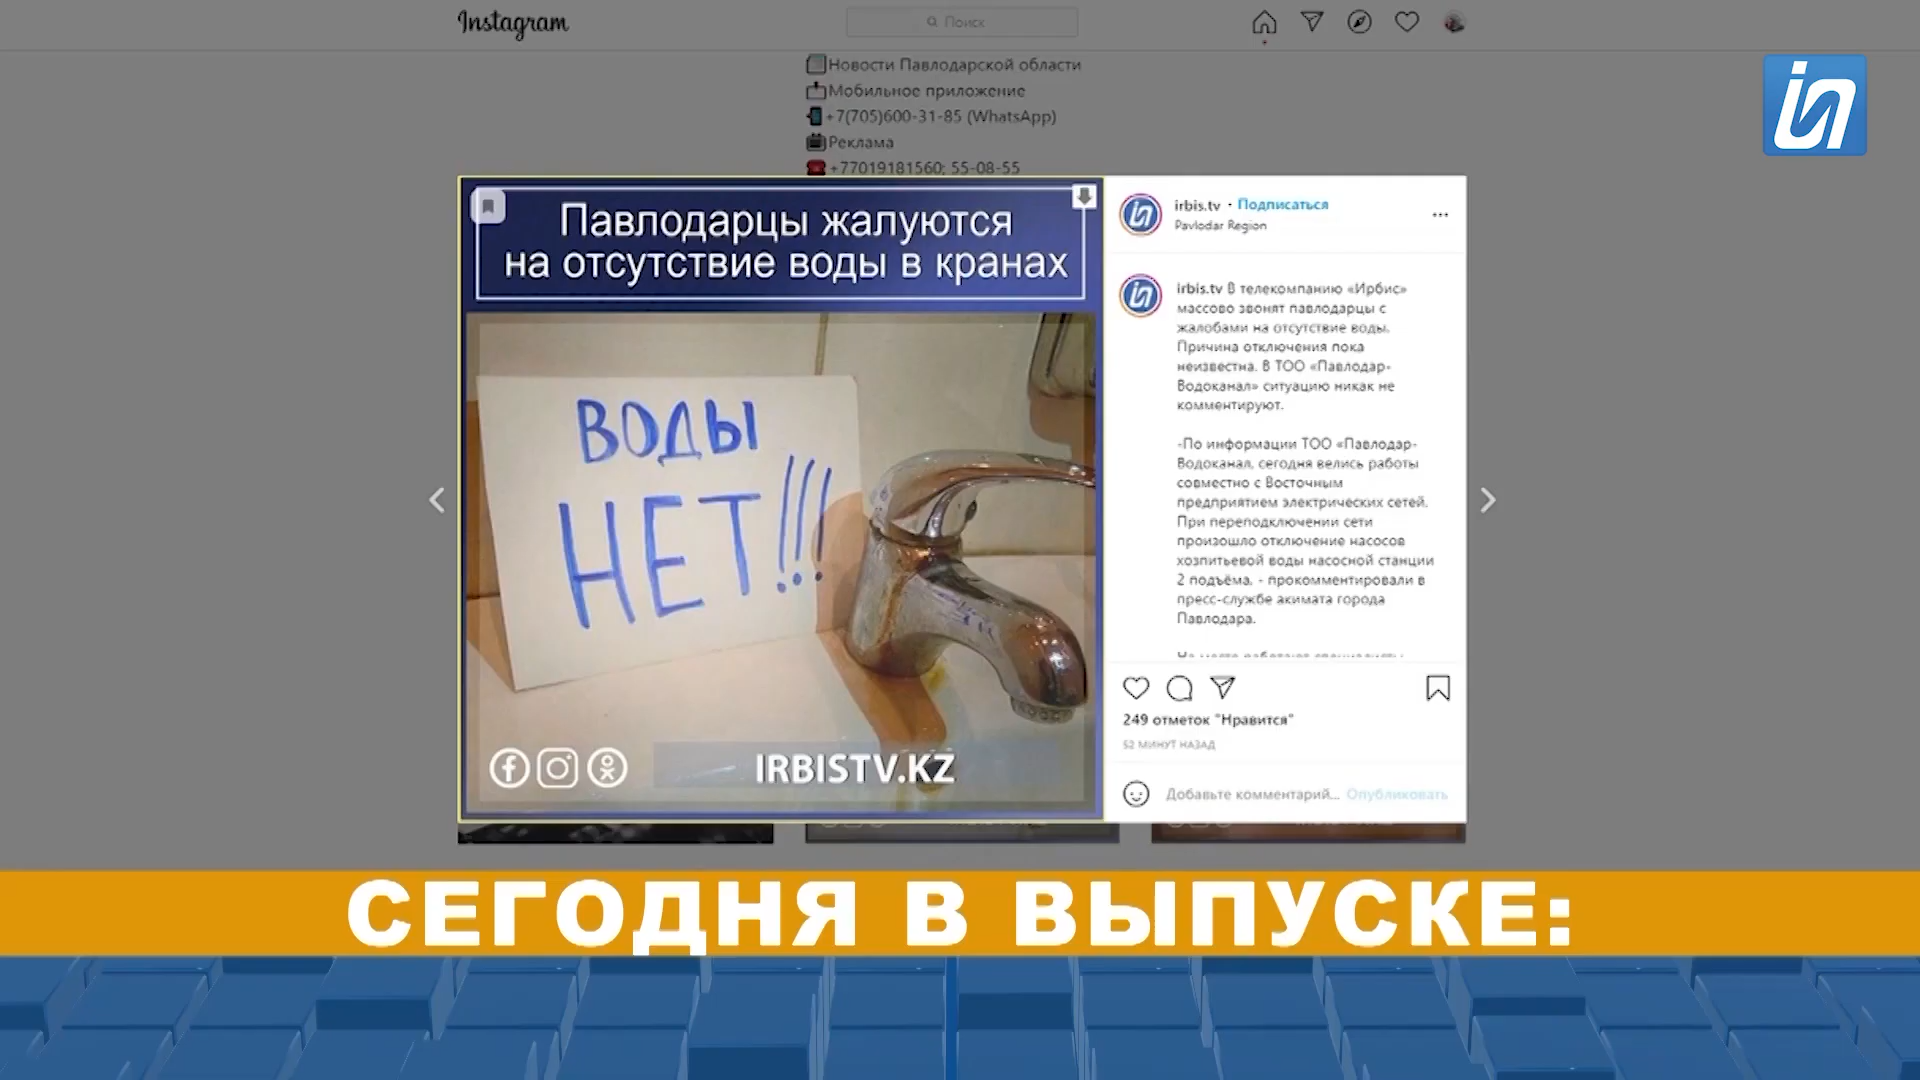 Instagram
Поиск
Новости Павлодарской области
Мобильное приложение
+7(705)600-31-85 (WhatsApp)
Реклама
+77019181560; 55-08-55
Павлодарцы жалуются
на отсутствие воды в кранах
ВОДЫ
НЕТ!!!
IRBISTV.KZ
irbis.tv • Подписаться
Pavlodar Region
irbis.tv В телекомпанию «Ирбис»
массово звонят павлодарцы с
жалобами на отсутствие воды.
Причина отключения пока
неизвестна. В ТОО «Павлодар-
Водоканал» ситуацию никак не
комментируют.
-По информации ТОО «Павлодар-
Водоканал, сегодня велись работы
совместно с Восточным
предприятием электрических сетей.
При переподключении сети
произошло отключение насосов
хозпитьевой воды насосной станции
2 подъёма, - прокомментировали в
пресс-службе акимата города
Павлодара.
249 отметок "Нравится"
52 МИНУТ НАЗАД
Добавьте комментарий... Опубликовать
СЕГОДНЯ В ВЫПУСКЕ: